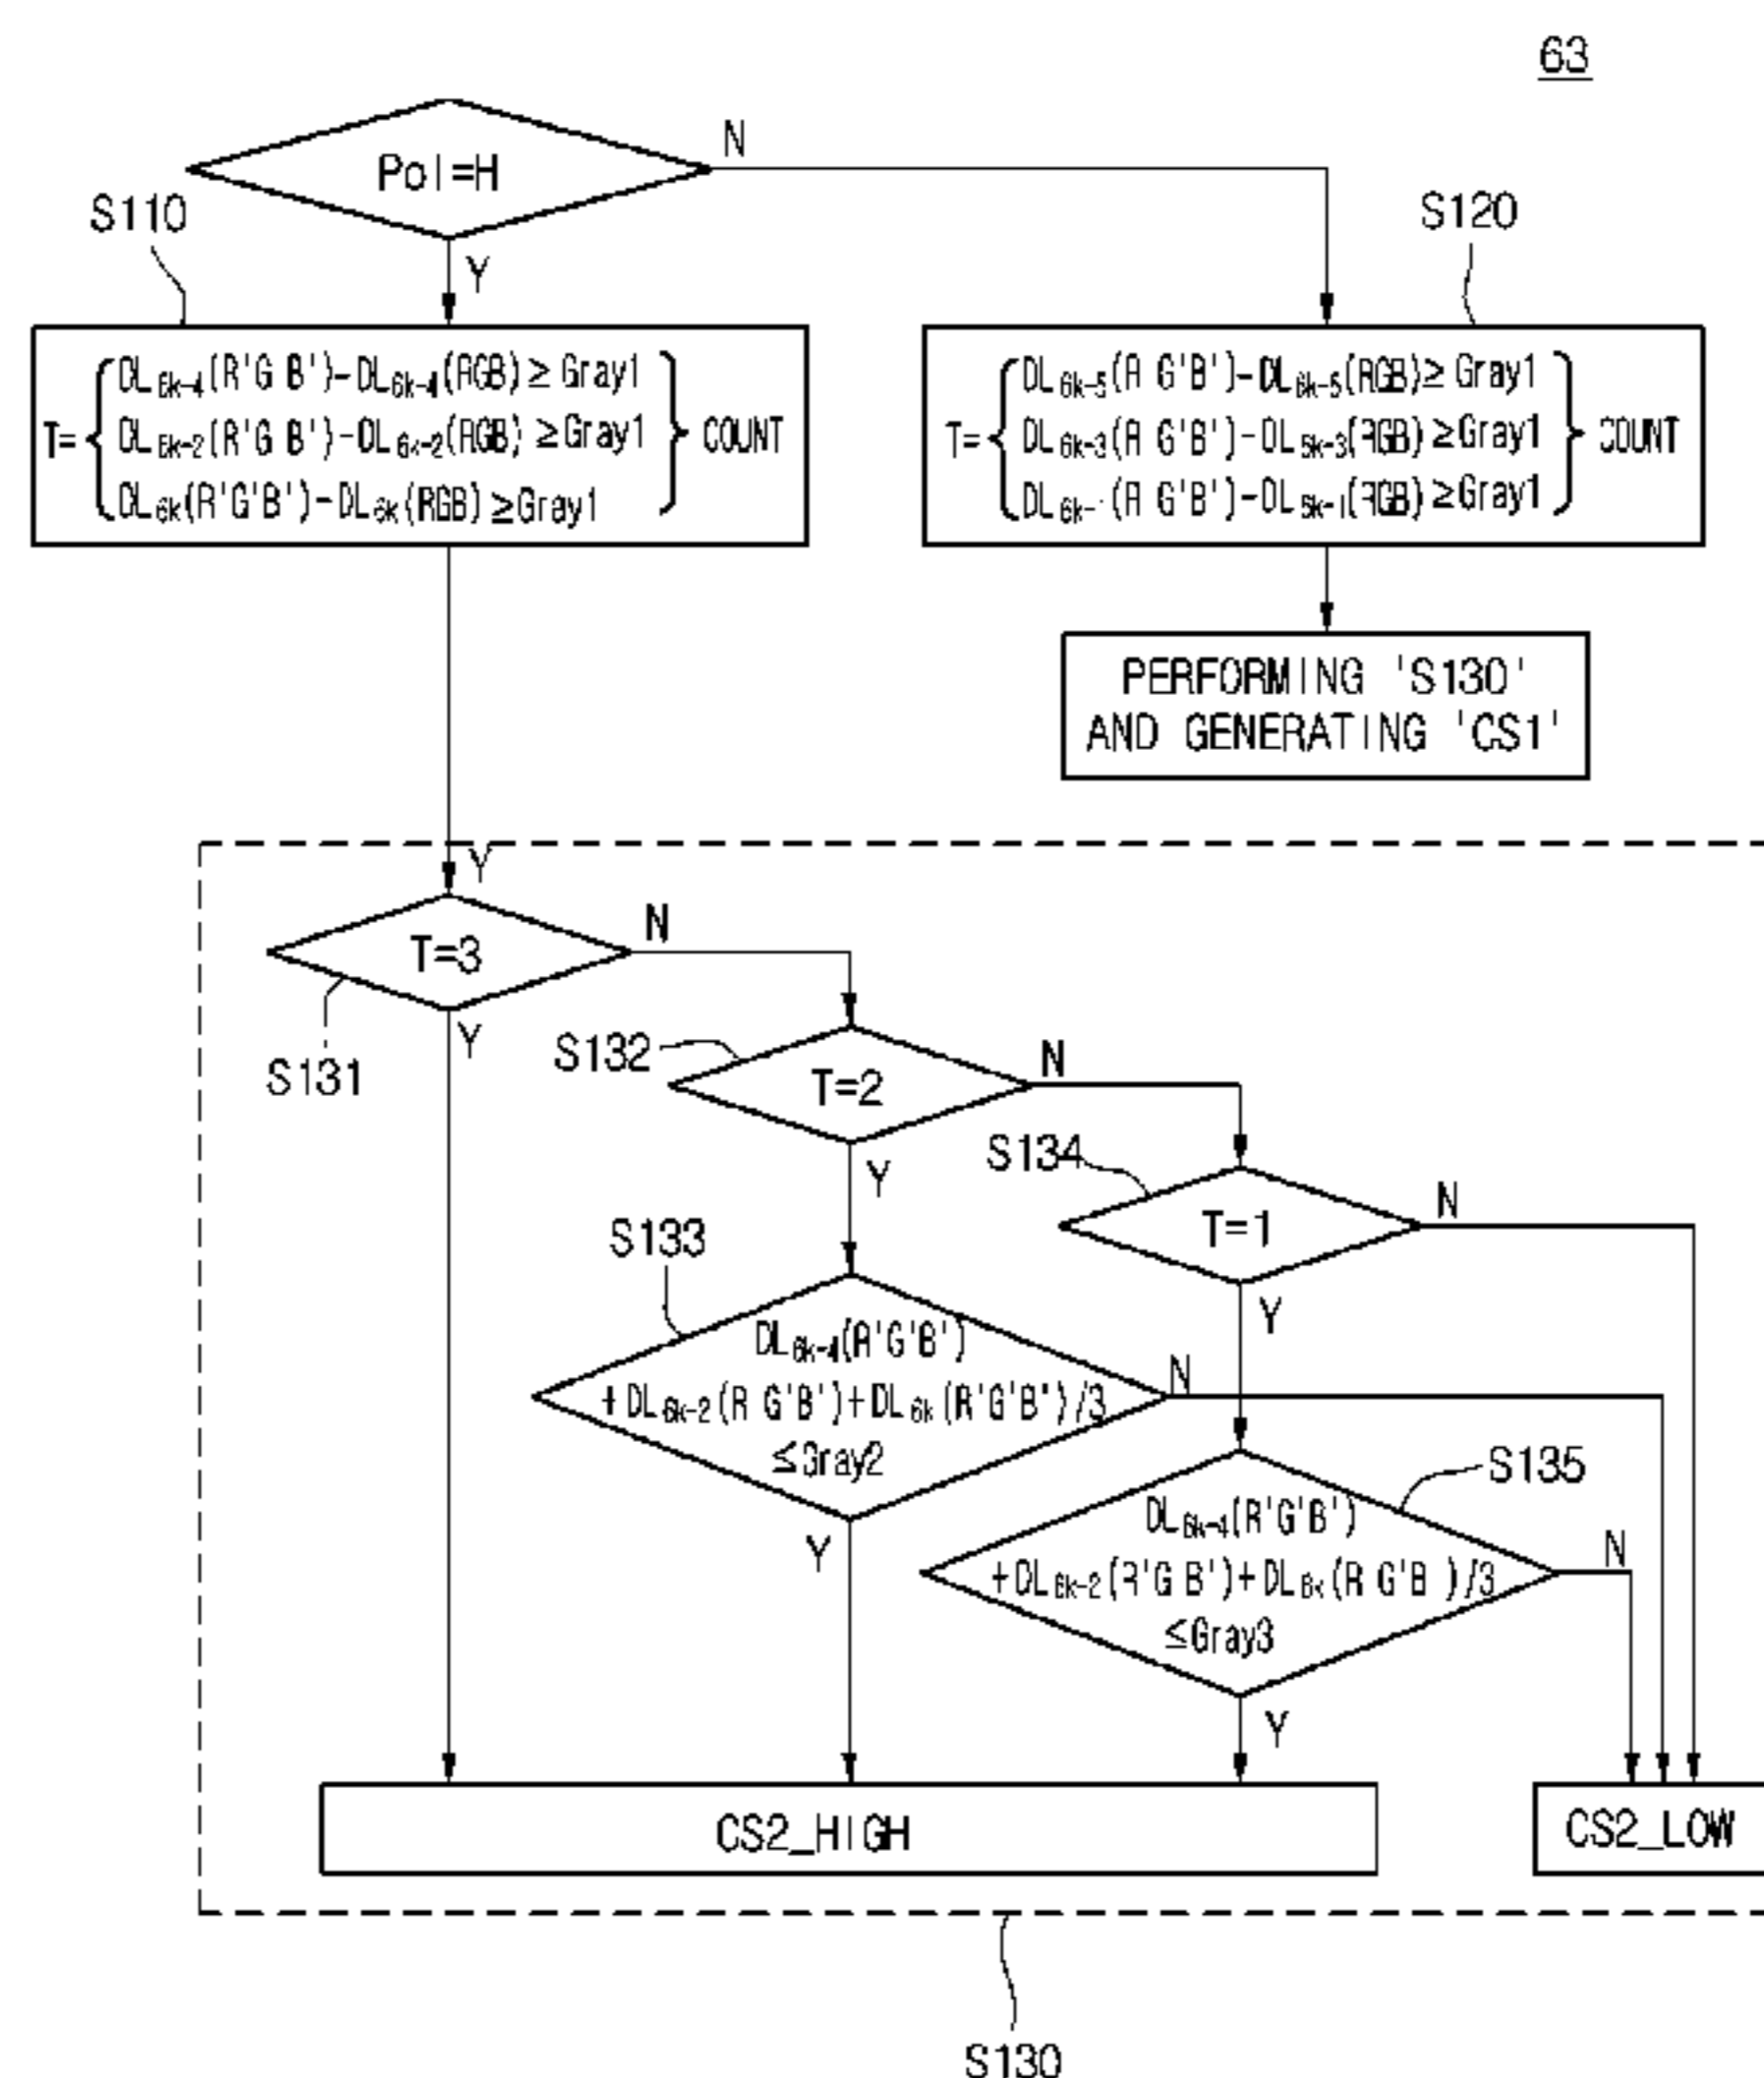 63
Pol=H
N
Y
S110
S120
T= { DL6k-4(R'G B')-DL6k-4(RGB) ≥ Gray1
DL6k-2(R'G B')-DL6k-2(RGB) ≥ Gray1
DL6k(R'G'B')-DL6k(RGB) ≥ Gray1 } COUNT
T= { DL6k-5(R G'B')-DL6k-5(RGB) ≥ Gray1
DL6k-3(R G'B')-DL6k-3(RGB) ≥ Gray1
DL6k-1(R G'B')-DL6k-1(RGB) ≥ Gray1 } COUNT
PERFORMING 'S130'
AND GENERATING 'CS1'
Y
T=3
N
Y
S131
S132
T=2
N
Y
S134
T=1
N
Y
S133
DL6k-4(R'G'B')
+DL6k-2(R G'B')+DL6k(R'G'B')/3
≤Gray2
N
Y
S135
DL6k-4(R'G'B')
+DL6k-2(R'G B')+DL6k(R G'B )/3
≤Gray3
N
Y
CS2_HIGH
CS2_LOW
S130